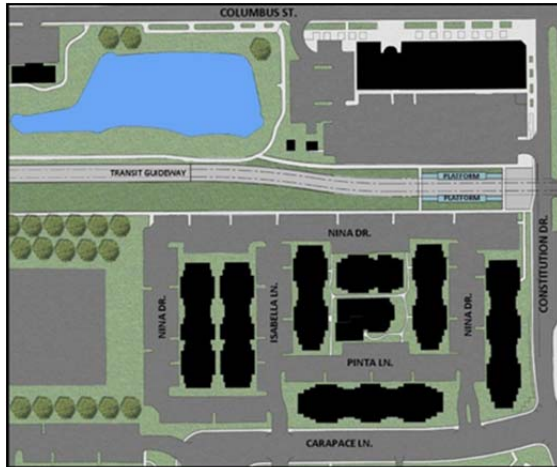 COLUMBUS ST.
TRANSIT GUIDEWAY
PLATFORM
PLATFORM
NINA DR.
CONSTITUTION DR.
NINA DR.
ISABELLA LN.
NINA DR.
PINTA LN.
CARAPACE LN.